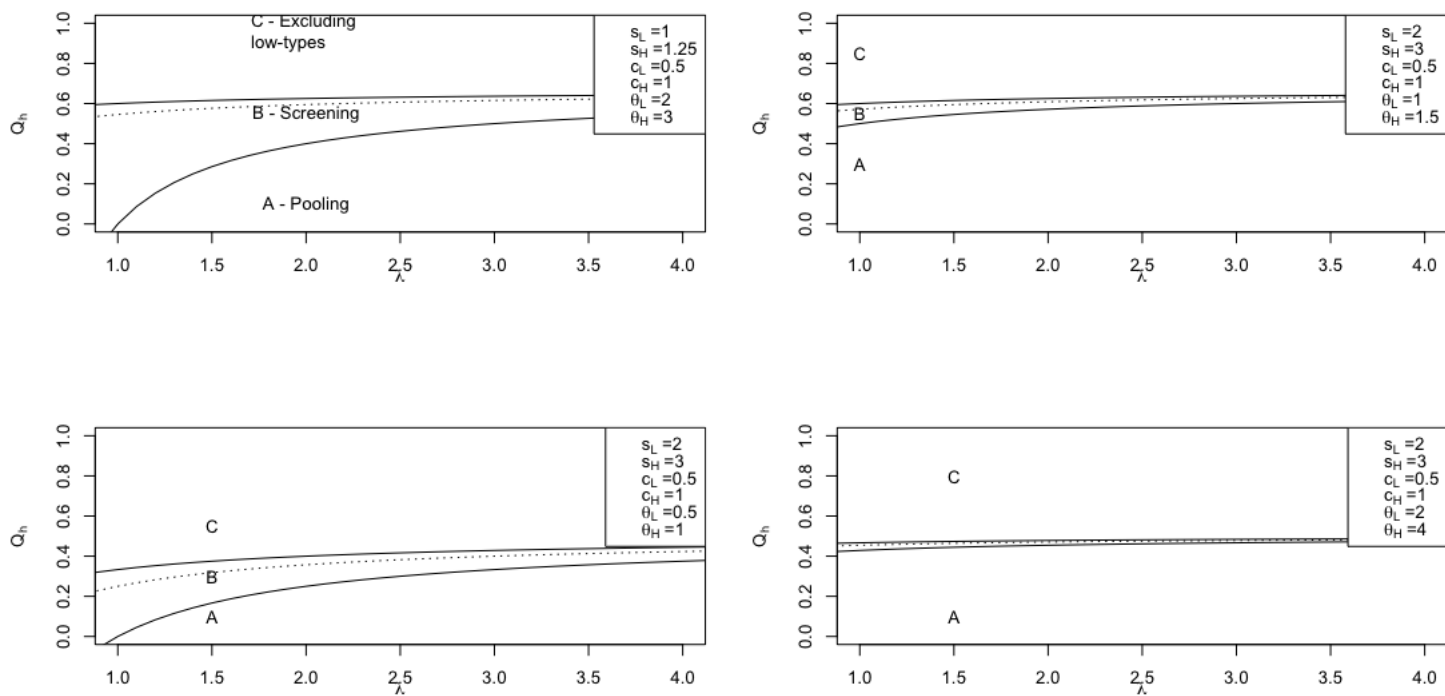 C - Excluding
low-types
B - Screening
A - Pooling
s_L =1
s_H =1.25
c_L =0.5
c_H =1
θ_L =2
θ_H =3
Q_h
0.0 0.2 0.4 0.6 0.8 1.0
1.0 1.5 2.0 2.5 3.0 3.5 4.0
λ
C
B
A
s_L =2
s_H =3
c_L =0.5
c_H =1
θ_L =1
θ_H =1.5
Q_h
0.0 0.2 0.4 0.6 0.8 1.0
1.0 1.5 2.0 2.5 3.0 3.5 4.0
λ
C
B
A
s_L =2
s_H =3
c_L =0.5
c_H =1
θ_L =0.5
θ_H =1
Q_h
0.0 0.2 0.4 0.6 0.8 1.0
1.0 1.5 2.0 2.5 3.0 3.5 4.0
λ
C
A
s_L =2
s_H =3
c_L =0.5
c_H =1
θ_L =2
θ_H =4
Q_h
0.0 0.2 0.4 0.6 0.8 1.0
1.0 1.5 2.0 2.5 3.0 3.5 4.0
λ